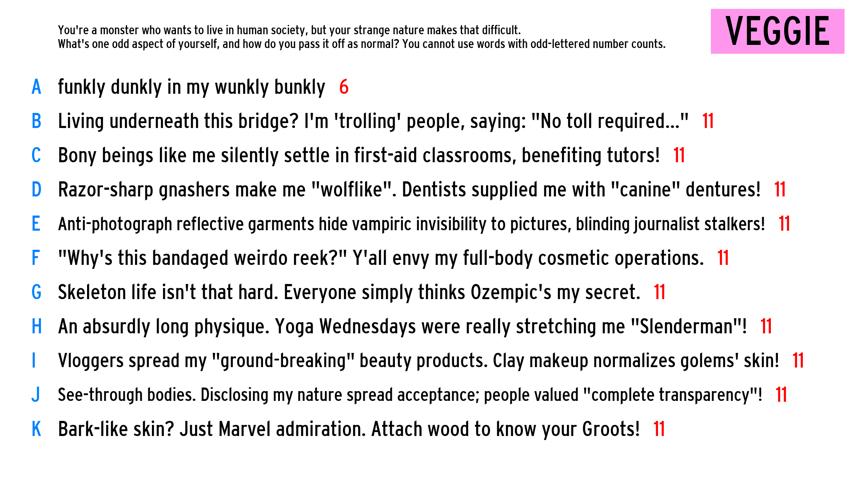 You're a monster who wants to live in human society, but your strange nature makes that difficult.
What's one odd aspect of yourself, and how do you pass it off as normal? You cannot use words with odd-lettered number counts.
VEGGIE
A funkly dunkly in my wunkly bunkly 6
B Living underneath this bridge? I'm 'trolling' people, saying: "No toll required..." 11
C Bony beings like me silently settle in first-aid classrooms, benefiting tutors! 11
D Razor-sharp gnashers make me "wolflike". Dentists supplied me with "canine" dentures! 11
E Anti-photograph reflective garments hide vampiric invisibility to pictures, blinding journalist stalkers! 11
F "Why's this bandaged weirdo reek?" Y'all envy my full-body cosmetic operations. 11
G Skeleton life isn't that hard. Everyone simply thinks Ozempic's my secret. 11
H An absurdly long physique. Yoga Wednesdays were really stretching me "Slenderman"! 11
I Vloggers spread my "ground-breaking" beauty products. Clay makeup normalizes golems' skin! 11
J See-through bodies. Disclosing my nature spread acceptance; people valued "complete transparency"! 11
K Bark-like skin? Just Marvel admiration. Attach wood to know your Groots! 11